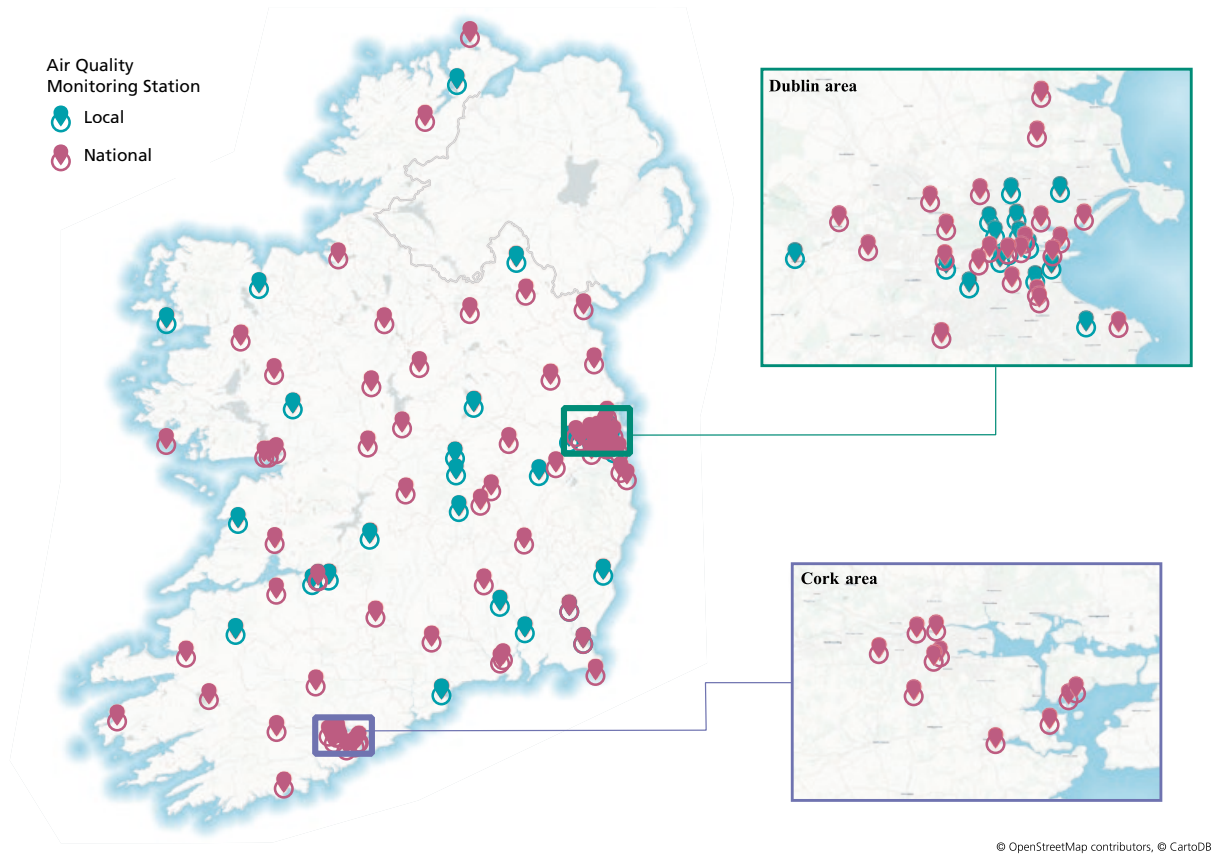 Air Quality
Monitoring Station
Local
National
Dublin area
Cork area
© OpenStreetMap contributors, © CartoDB